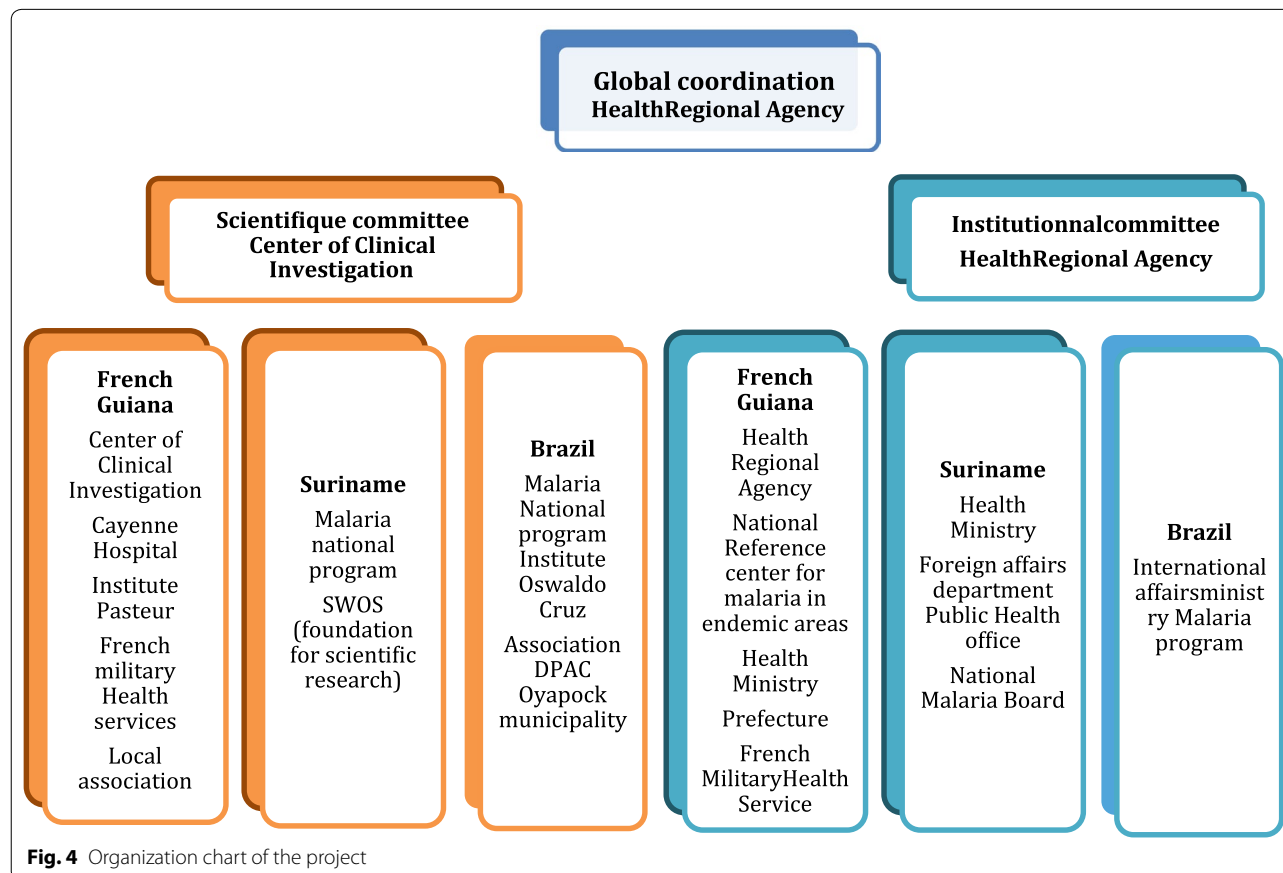 Global coordination
HealthRegional Agency
Scientifique committee
Center of Clinical
Investigation
Institutionnalcommittee
HealthRegional Agency
French
Guiana
Center of
Clinical
Investigation
Cayenne
Hospital
Institute
Pasteur
French
military
Health
services
Local
association
Suriname
Malaria
national
program
SWOS
(foundation
for scientific
research)
Brazil
Malaria
National
program
Institute
Oswaldo
Cruz
Association
DPAC
Oyapock
municipality
French
Guiana
Health
Regional
Agency
National
Reference
center for
malaria in
endemic areas
Health
Ministry
Prefecture
French
MilitaryHealth
Service
Suriname
Health
Ministry
Foreign affairs
department
Public Health
office
National
Malaria Board
Brazil
International
affairsminist
ry Malaria
program
Fig. 4 Organization chart of the project